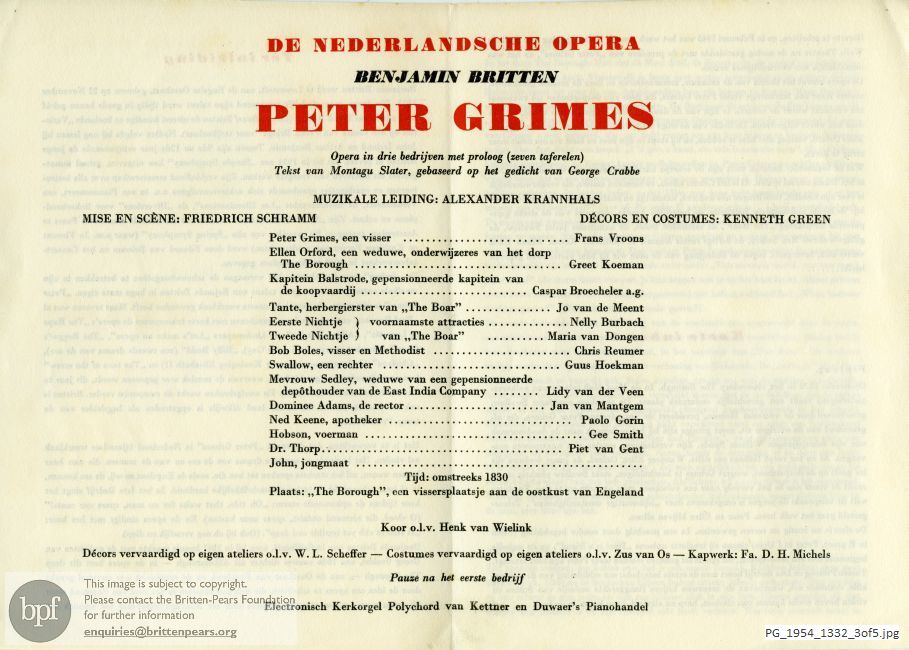 DE NEDERLANDSCHE OPERA
BENJAMIN BRITTEN
PETER GRIMES
Opera in drie bedrijven met proloog (zeven taferelen)
Tekst van Montagu Slater, gebaseerd op het gedicht van George Crabbe
MUZIKALE LEIDING: ALEXANDER KRANNHALS
MISE EN SCÈNE: FRIEDRICH SCHRAMM DÉCORS EN COSTUMES: KENNETH GREEN
Peter Grimes, een visser ............................ Frans Vroons
Ellen Orford, een weduwe, onderwijzeres van het dorp
The Borough .................................... Greet Koeman
Kapitein Balstrode, gepensionneerde kapitein van
de koopvaardij ............................ Caspar Broecheler a.g.
Tante, herbergierster van „The Boar” ............... Jo van de Meent
Eerste Nichtje } voornaamste attracties .............. Nelly Burbach
Tweede Nichtje } van „The Boar” .......... Maria van Dongen
Bob Boles, visser en Methodist ........................ Chris Reumer
Swallow, een rechter .............................. Guus Hoekman
Mevrouw Sedley, weduwe van een gepensionneerde
depôthouder van de East India Company ........ Lidy van der Veen
Dominee Adams, de rector ........................ Jan van Mantgem
Ned Keene, apotheker ................................ Paolo Gorin
Hobson, voerman ...................................... Gee Smith
Dr. Thorp.......................................... Piet van Gent
John, jongmaat ............................................
Tijd: omstreeks 1830
Plaats: „The Borough”, een vissersplaatsje aan de oostkust van Engeland
Koor o.l.v. Henk van Wielink
Décors vervaardigd op eigen ateliers o.l.v. W. L. Scheffer — Costumes vervaardigd op eigen ateliers o.l.v. Zus van Os — Kapwerk: Fa. D. H. Michels
Pauze na het eerste bedrijf
Electronisch Kerkorgel Polychord van Kettner en Duwaer's Pianohandel
bpf
This image is subject to copyright.
Please contact the Britten-Pears Foundation
for further information
enquiries@brittenpears.org
PG_1954_1332_3of5.jpg